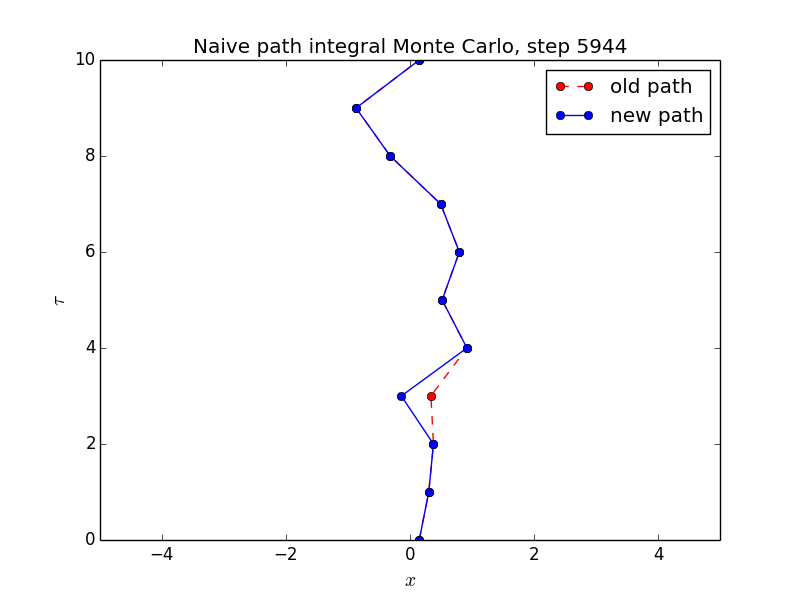 Naive path integral Monte Carlo, step 5944
10
8
6
4
2
0
τ
old path
new path
−4 −2 0 2 4
x